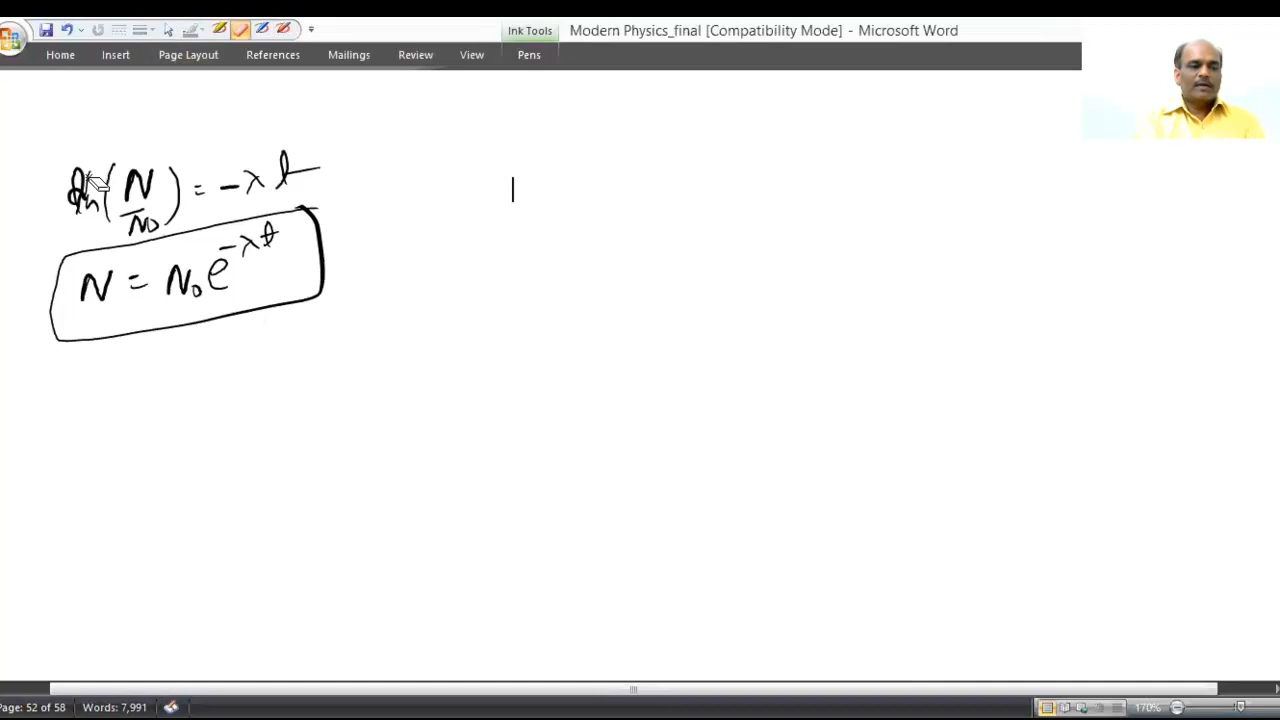 Ink Tools
Modern Physics_final [Compatibility Mode] - Microsoft Word
Home Insert Page Layout References Mailings Review View Pens
ln(N/N₀) = -λt
N = N₀e^{-λt}
Page: 52 of 58 Words: 7,991 170%